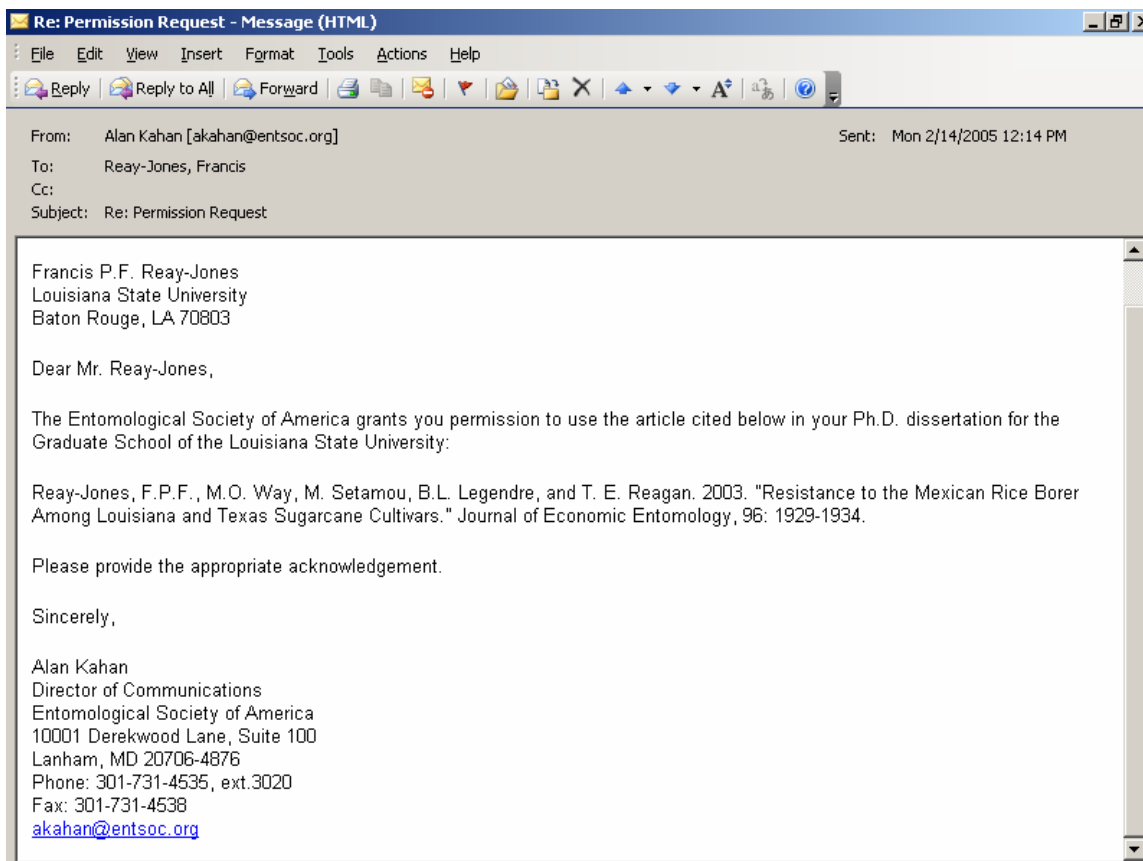 Re: Permission Request - Message (HTML)
File Edit View Insert Format Tools Actions Help
Reply Reply to All Forward
From: Alan Kahan [akahan@entsoc.org] Sent: Mon 2/14/2005 12:14 PM
To: Reay-Jones, Francis
Cc:
Subject: Re: Permission Request
Francis P.F. Reay-Jones
Louisiana State University
Baton Rouge, LA 70803
Dear Mr. Reay-Jones,
The Entomological Society of America grants you permission to use the article cited below in your Ph.D. dissertation for the
Graduate School of the Louisiana State University:
Reay-Jones, F.P.F., M.O. Way, M. Setamou, B.L. Legendre, and T. E. Reagan. 2003. "Resistance to the Mexican Rice Borer
Among Louisiana and Texas Sugarcane Cultivars." Journal of Economic Entomology, 96: 1929-1934.
Please provide the appropriate acknowledgement.
Sincerely,
Alan Kahan
Director of Communications
Entomological Society of America
10001 Derekwood Lane, Suite 100
Lanham, MD 20706-4876
Phone: 301-731-4535, ext.3020
Fax: 301-731-4538
akahan@entsoc.org